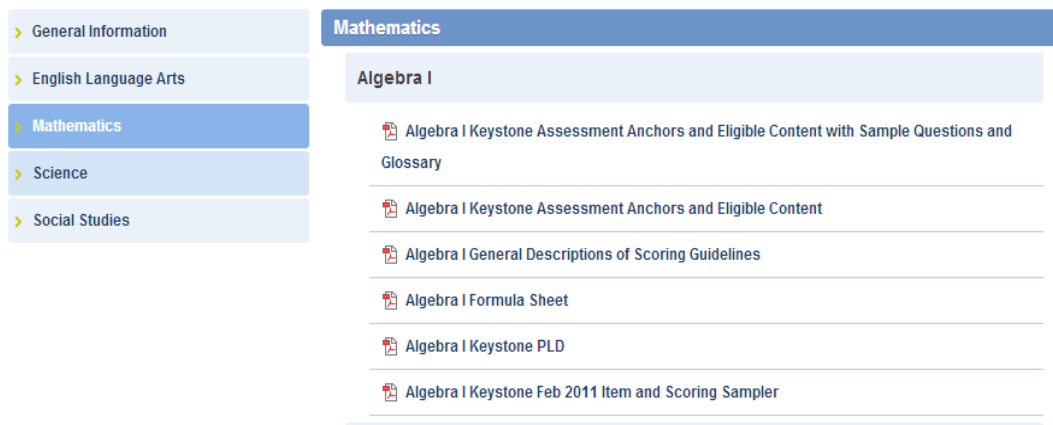 General Information
English Language Arts
Mathematics
Science
Social Studies
Mathematics
Algebra I
Algebra I Keystone Assessment Anchors and Eligible Content with Sample Questions and
Glossary
Algebra I Keystone Assessment Anchors and Eligible Content
Algebra I General Descriptions of Scoring Guidelines
Algebra I Formula Sheet
Algebra I Keystone PLD
Algebra I Keystone Feb 2011 Item and Scoring Sampler